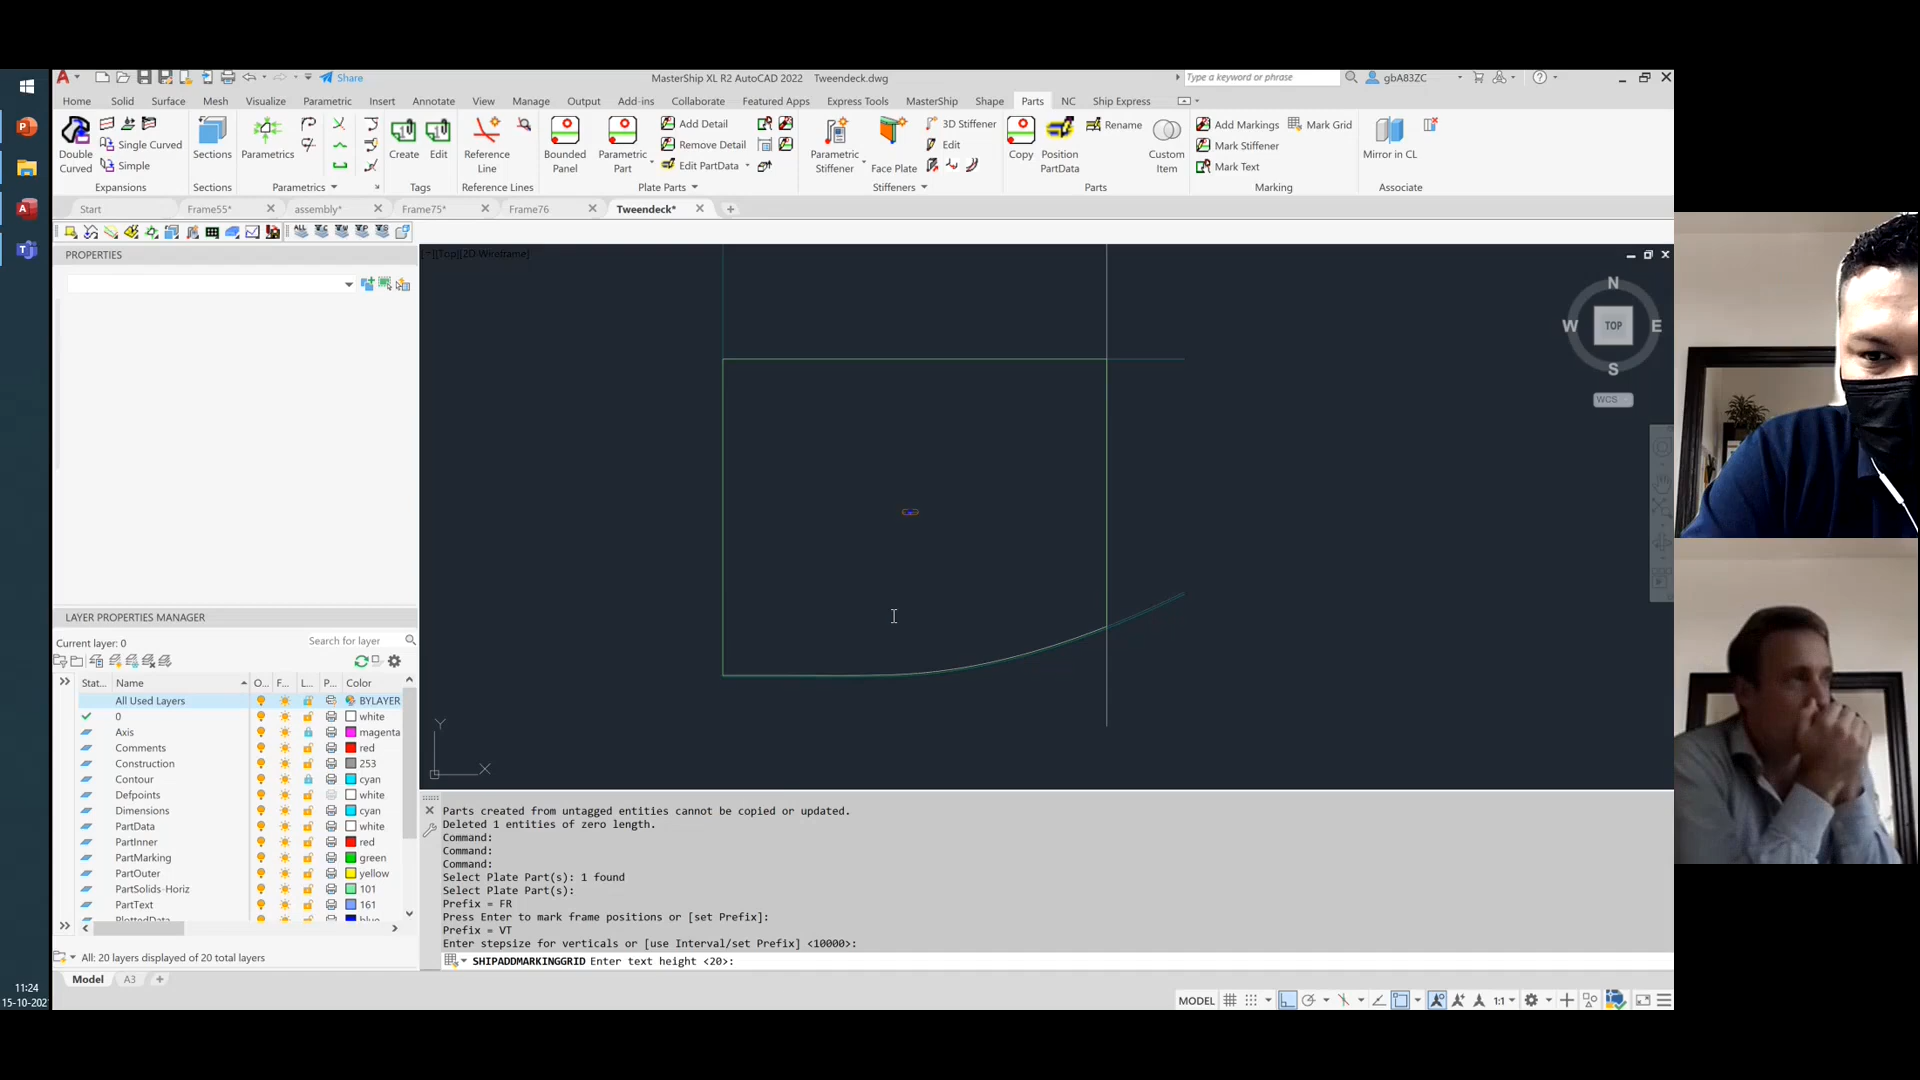 Share
MasterShip XL R2 AutoCAD 2022 Tweendeck.dwg
Type a keyword or phrase
gbA83ZC
Home Solid Surface Mesh Visualize Parametric Insert Annotate View Manage Output Add-ins Collaborate Featured Apps Express Tools MasterShip Shape Parts NC Ship Express
Double Curved
Single Curved
Simple
Expansions
Sections
Sections
Parametrics
Parametrics
Create
Edit
Tags
Reference Line
Reference Lines
Bounded Panel
Parametric Part
Add Detail
Remove Detail
Edit PartData
Plate Parts
Parametric Stiffener
Face Plate
3D Stiffener
Edit
Stiffeners
Copy
Position PartData
Rename
Custom Item
Parts
Add Markings
Mark Grid
Mark Stiffener
Mark Text
Marking
Mirror in CL
Associate
Start
Frame55*
assembly*
Frame75*
Frame76
Tweendeck*
ALL
PROPERTIES
[−][Top][2D Wireframe]
N
W
TOP
E
S
WCS
Y
X
LAYER PROPERTIES MANAGER
Current layer: 0
Search for layer
Stat... Name O... F... L... P... Color
All Used Layers BYLAYER
0 white
Axis magenta
Comments red
Construction 253
Contour cyan
Defpoints white
Dimensions cyan
PartData white
PartInner red
PartMarking green
PartOuter yellow
PartSolids-Horiz 101
PartText 161
PlottedData blue
All: 20 layers displayed of 20 total layers
Parts created from untagged entities cannot be copied or updated.
Deleted 1 entities of zero length.
Command:
Command:
Command:
Select Plate Part(s): 1 found
Select Plate Part(s):
Prefix = FR
Press Enter to mark frame positions or [set Prefix]:
Prefix = VT
Enter stepsize for verticals or [use Interval/set Prefix] <10000>:
SHIPADDMARKINGGRID Enter text height <20>:
Model
A3
MODEL
1:1
11:24
15-10-202